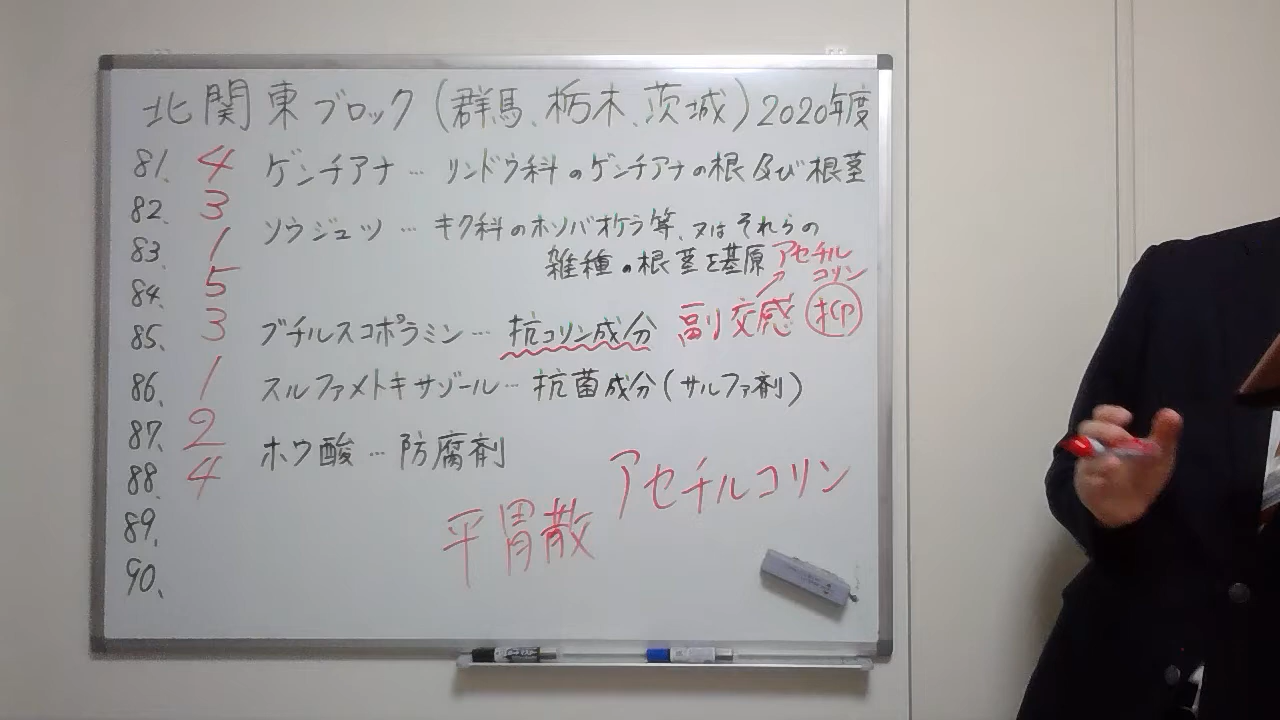 北関東ブロック(群馬、栃木、茨城)2020年度
81. 4 ゲンチアナ…リンドウ科のゲンチアナの根及び根茎
82. 3
ソウジュツ…キク科のホソバオケラ等、又はそれらの
83. 1
雑種の根茎を基原
アセチル
コリン
84. 5
85. 3 ブチルスコポラミン…抗コリン成分 副交感 抑
86. 1 スルファメトキサゾール…抗菌成分(サルファ剤)
87. 2
ホウ酸…防腐剤
88. 4
アセチルコリン
平胃散
89.
90.